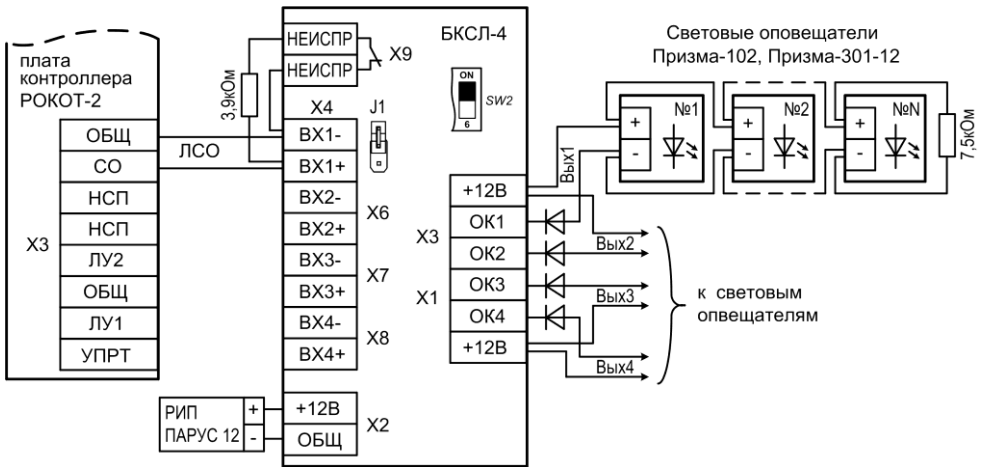 плата
контроллера
РОКОТ-2
X3
ОБЩ
СО
НСП
НСП
ЛУ2
ОБЩ
ЛУ1
УПРТ
ЛСО
3,9кОм
БКСЛ-4
НЕИСПР
НЕИСПР
X9
X4
J1
ON
6
SW2
ВХ1-
ВХ1+
ВХ2-
X6
ВХ2+
ВХ3-
X7
ВХ3+
ВХ4-
X8
ВХ4+
РИП
ПАРУС 12
+
-
+12В
ОБЩ
X2
X3
X1
+12В
ОК1
ОК2
ОК3
ОК4
+12В
Вых1
Вых2
Вых3
Вых4
Световые оповещатели
Призма-102, Призма-301-12
+
-
№1
+
-
№2
+
-
№N
7,5кОм
к световым
опвещателям